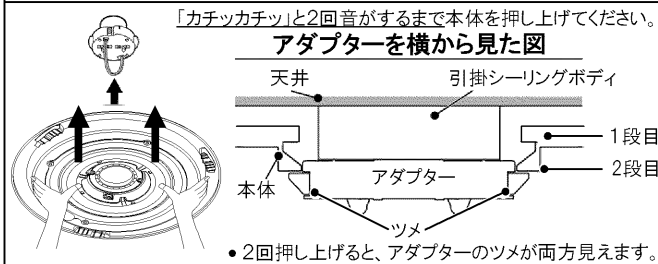 「カチッカチッ」と2回音がするまで本体を押し上げてください。
アダプターを横から見た図
天井
引掛シーリングボディ
1段目
2段目
本体
アダプター
ツメ
• 2回押し上げると、アダプターのツメが両方見えます。